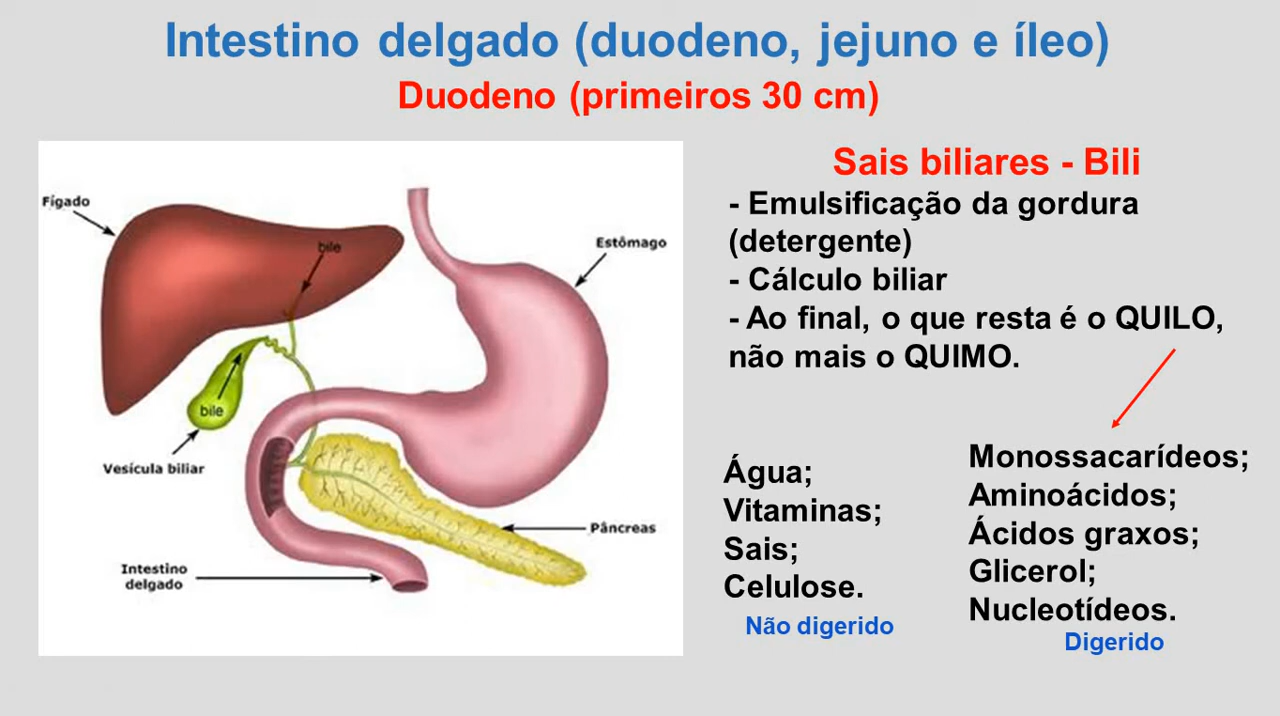 Intestino delgado (duodeno, jejuno e íleo)
Duodeno (primeiros 30 cm)
Fígado
bile
Estômago
bile
Vesícula biliar
Pâncreas
Intestino
delgado
Sais biliares - Bili
- Emulsificação da gordura
(detergente)
- Cálculo biliar
- Ao final, o que resta é o QUILO,
não mais o QUIMO.
Água;
Vitaminas;
Sais;
Celulose.
Não digerido
Monossacarídeos;
Aminoácidos;
Ácidos graxos;
Glicerol;
Nucleotídeos.
Digerido